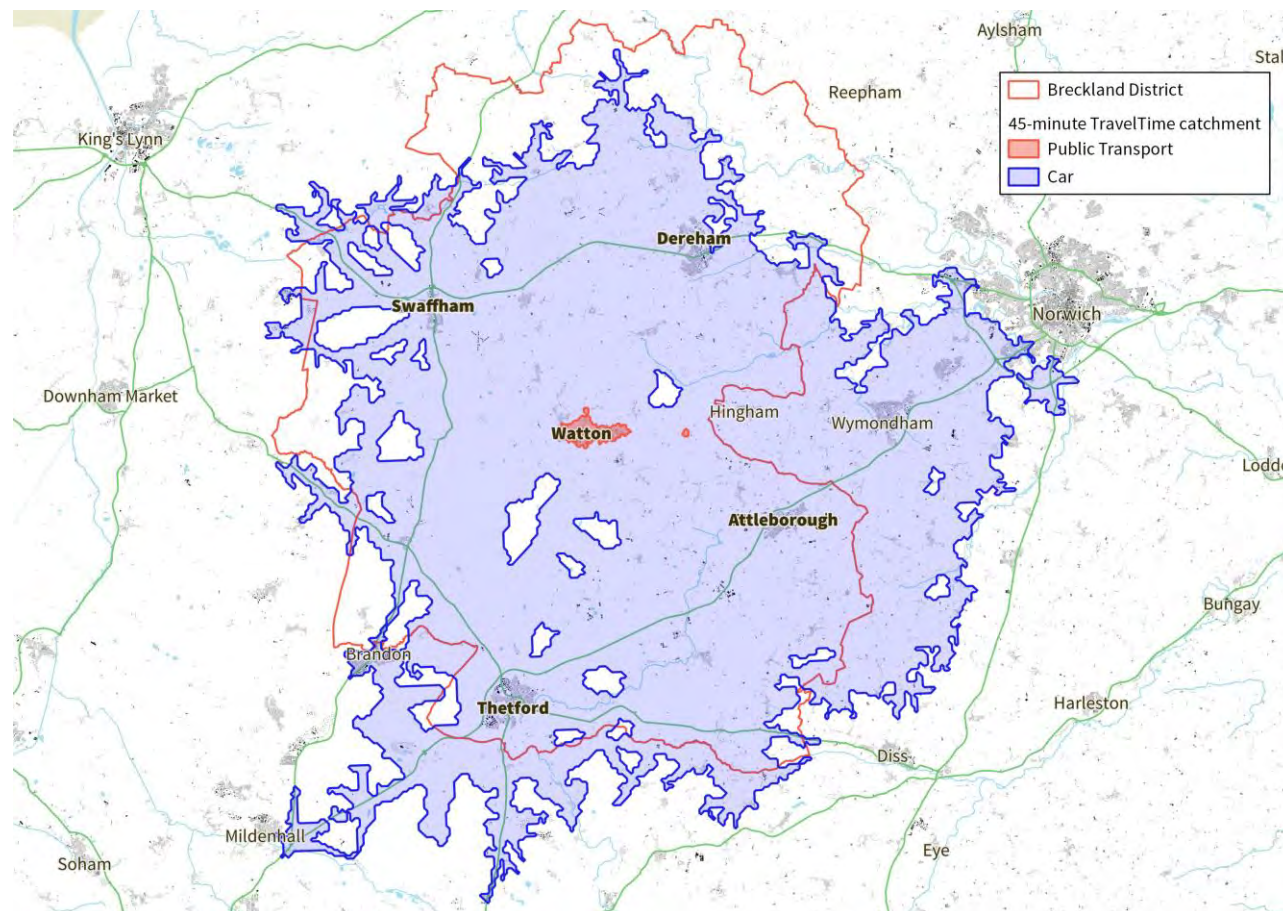 Aylsham
Stal
Reepham
Breckland District
45-minute TravelTime catchment
Public Transport
Car
King's Lynn
Dereham
Swaffham
Norwich
Downham Market
Hingham
Wymondham
Watton
Lodd
Attleborough
Bungay
Brandon
Thetford
Harleston
Diss
Mildenhall
Soham
Eye